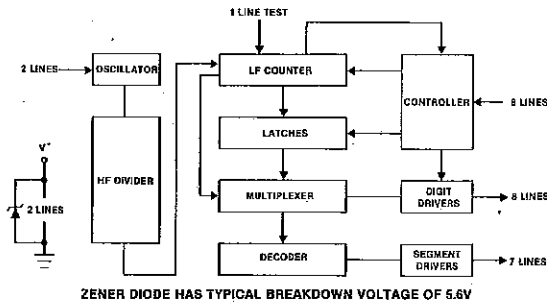 1 LINE TEST
2 LINES
OSCILLATOR
LF COUNTER
CONTROLLER
8 LINES
LATCHES
HF DIVIDER
V+
2 LINES
MULTIPLEXER
DIGIT
DRIVERS
8 LINES
DECODER
SEGMENT
DRIVERS
7 LINES
ZENER DIODE HAS TYPICAL BREAKDOWN VOLTAGE OF 5.6V